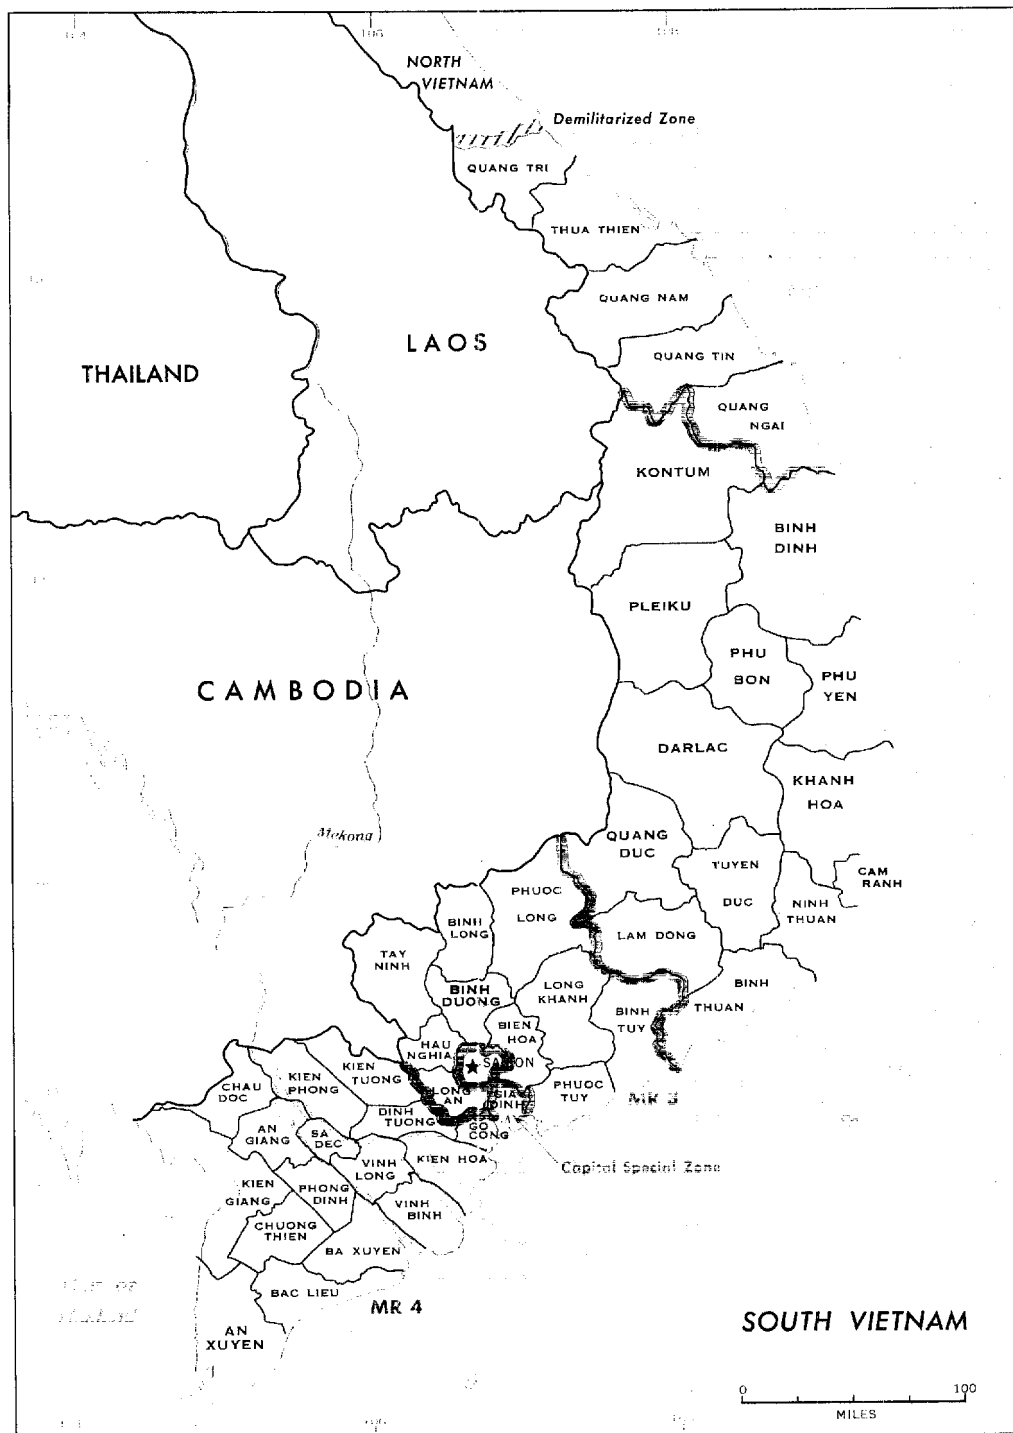 106
NORTH
VIETNAM
Demilitarized Zone
QUANG TRI
THUA THIEN
QUANG NAM
LAOS
QUANG TIN
THAILAND
QUANG
NGAI
KONTUM
BINH
DINH
PLEIKU
PHU
BON
PHU
YEN
CAMBODIA
DARLAC
KHANH
HOA
Mekong
QUANG
DUC
TUYEN
DUC
CAM
RANH
NINH
THUAN
PHUOC
LONG
BINH
LONG
LAM DONG
TAY
NINH
BINH
DUONG
LONG
KHANH
BINH
THUAN
BINH
TUY
BIEN
HOA
HAU
NGHIA
KIEN
TUONG
KIEN
PHONG
CHAU
DOC
LONG
AN
GIA
DINH
PHUOC
TUY
MR 3
DINH
TUONG
GO
CONG
AN
GIANG
SA
DEC
VINH
LONG
KIEN HOA
Capital Special Zone
KIEN
GIANG
PHONG
DINH
VINH
BINH
CHUONG
THIEN
BA XUYEN
BAC LIEU
MR 4
AN
XUYEN
SOUTH VIETNAM
0 100
MILES